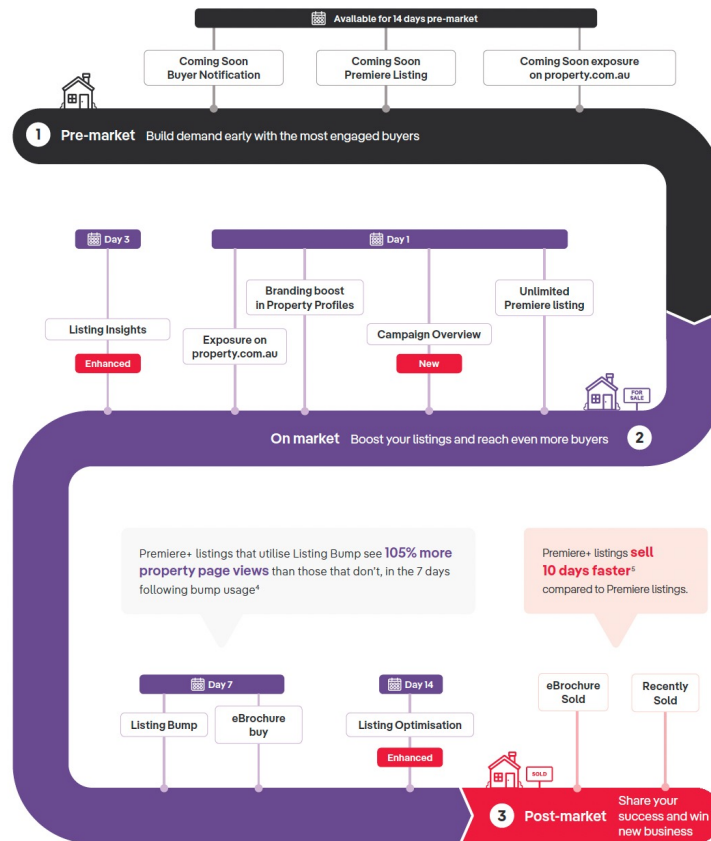 Available for 14 days pre-market
Coming Soon
Buyer Notification
Coming Soon
Premiere Listing
Coming Soon exposure
on property.com.au
1 Pre-market Build demand early with the most engaged buyers
Day 3
Day 1
Listing Insights
Enhanced
Exposure on
property.com.au
Branding boost
in Property Profiles
Campaign Overview
New
Unlimited
Premiere listing
FOR
SALE
On market Boost your listings and reach even more buyers 2
Premiere+ listings that utilise Listing Bump see 105% more
property page views than those that don't, in the 7 days
following bump usage⁴
Premiere+ listings sell
10 days faster⁵
compared to Premiere listings.
Day 7
Listing Bump
eBrochure
buy
Day 14
Listing Optimisation
Enhanced
eBrochure
Sold
Recently
Sold
SOLD
3 Post-market
Share your
success and win
new business